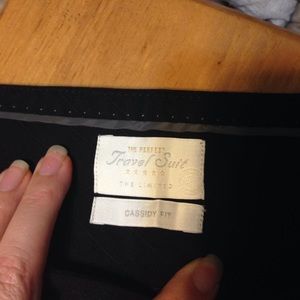 THE PERFECT
Travel Suit
THE LIMITED
CASSIDY FIT